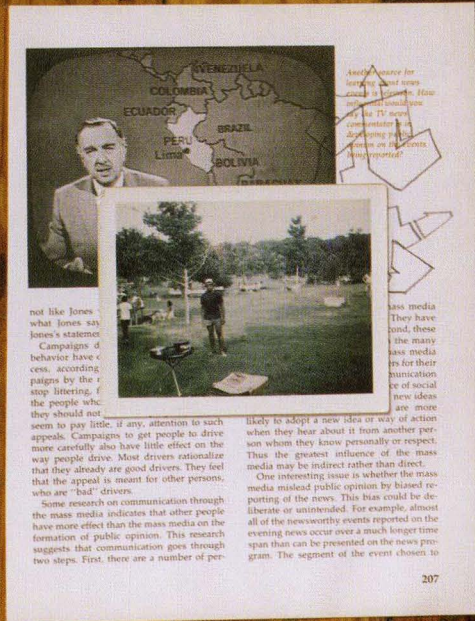 VENEZUELA
COLOMBIA
ECUADOR
PERU
Lima
BRAZIL
BOLIVIA
PARAGUAY
Another source for
learning about news
events is television. How
would you
the TV news
commentator
developing
opinion on the events
being reported?
not like Jones
what Jones say
Jones's statemen
Campaigns d
behavior have
cess, according
paigns by the
stop littering, f
the people who
they should not
seem to pay little, if any, attention to such
appeals. Campaigns to get people to drive
more carefully also have little effect on the
way people drive. Most drivers rationalize
that they already are good drivers. They feel
that the appeal is meant for other persons,
who are "bad" drivers.
Some research on communication through
the mass media indicates that other people
have more effect than the mass media on the
formation of public opinion. This research
suggests that communication goes through
two steps. First, there are a number of per-
mass media
They have
ond, these
the many
mass media
ers for their
munication
ce of social
new ideas
are more
likely to adopt a new idea or way of action
when they hear about it from another per-
son whom they know personally or respect.
Thus the greatest influence of the mass
media may be indirect rather than direct.
One interesting issue is whether the mass
media mislead public opinion by biased re-
porting of the news. This bias could be de-
liberate or unintended. For example, almost
all of the newsworthy events reported on the
evening news occur over a much longer time
span than can be presented on the news pro-
gram. The segment of the event chosen to
207